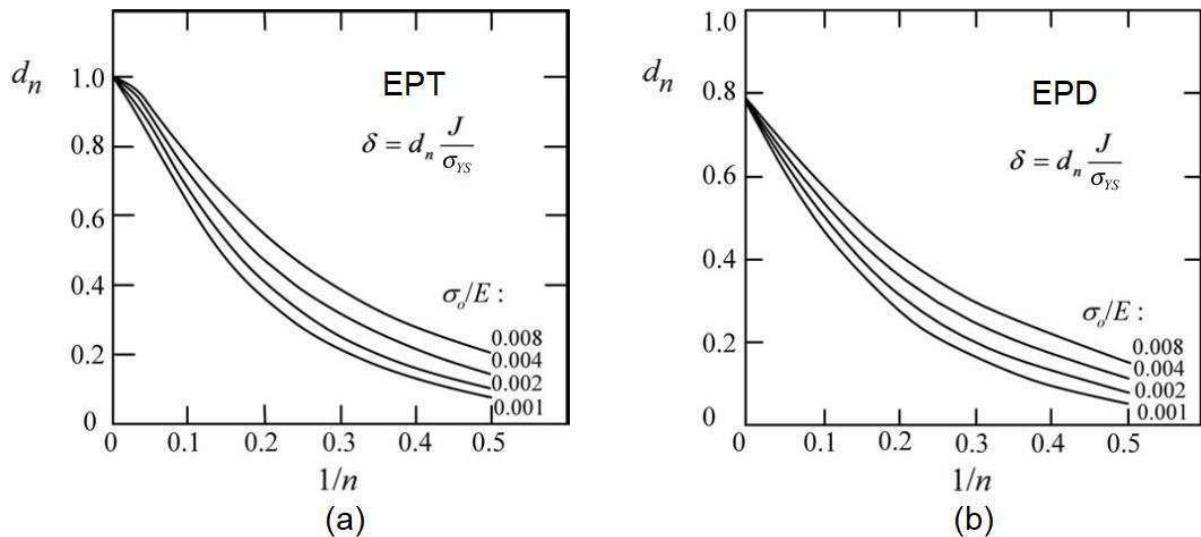 EPT
d_n
δ = d_n J/σ_YS
1.0
0.8
0.6
0.4
0.2
0
σ_o/E :
0.008
0.004
0.002
0.001
0 0.1 0.2 0.3 0.4 0.5
1/n
(a)
EPD
d_n
δ = d_n J/σ_YS
1.0
0.8
0.6
0.4
0.2
0
σ_o/E :
0.008
0.004
0.002
0.001
0 0.1 0.2 0.3 0.4 0.5
1/n
(b)